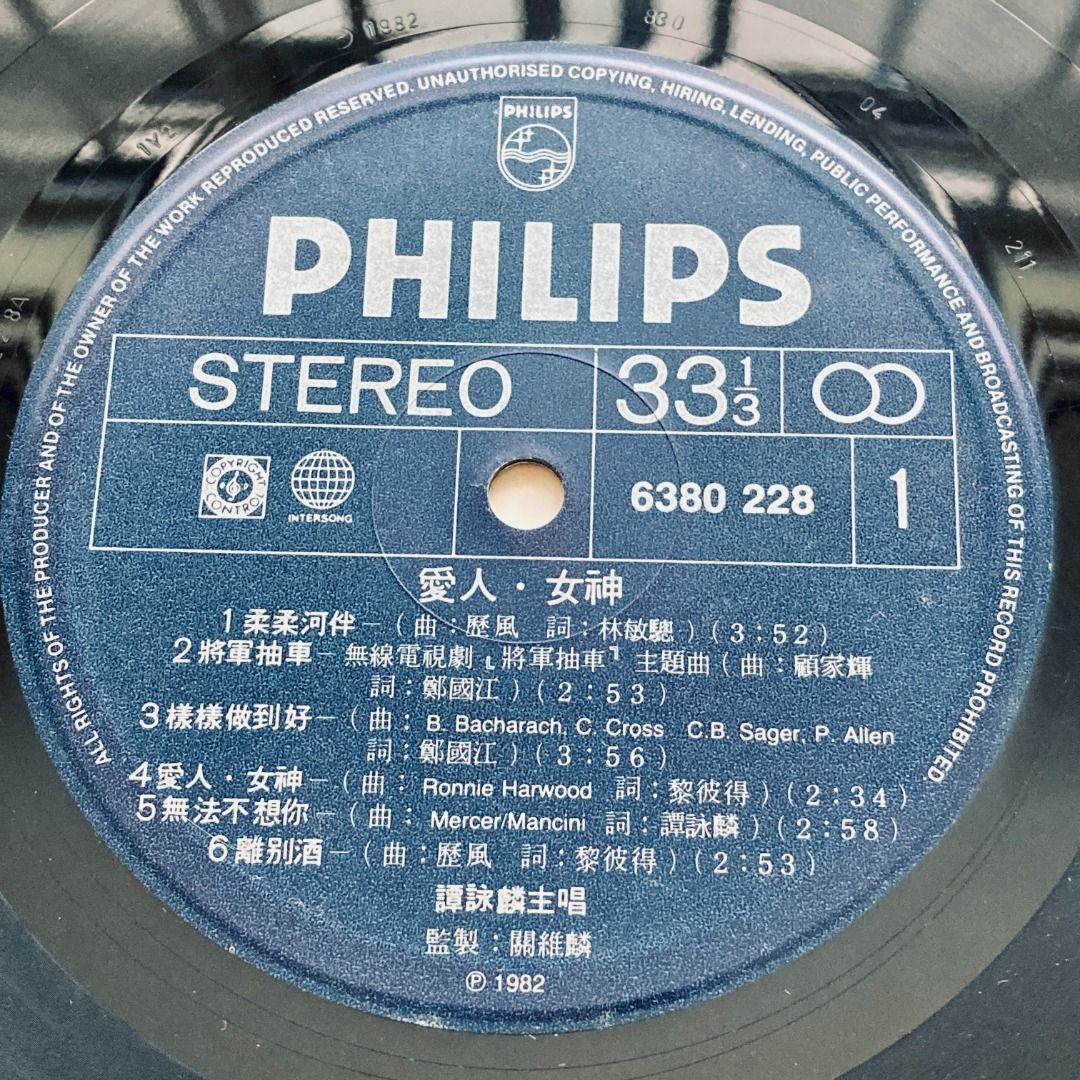 1982
830
04
211
1Y2
ALL RIGHTS OF THE PRODUCER AND OF THE OWNER OF THE WORK REPRODUCED RESERVED. UNAUTHORISED COPYING, HIRING, LENDING, PUBLIC PERFORMANCE AND BROADCASTING OF THIS RECORD PROHIBITED
PHILIPS
PHILIPS
STEREO 33 1/3
COPYRIGHT CONTROL
INTERSONG
6380 228 1
愛人·女神
1柔柔河伴–(曲:歷風 詞:林敏驄)(3:52)
2將軍抽車–無線電視劇「將軍抽車」主題曲(曲:顧家輝
詞:鄭國江)(2:53)
3樣樣做到好–(曲: B. Bacharach, C. Cross C.B. Sager, P. Allen
詞:鄭國江)(3:56)
4愛人·女神–(曲: Ronnie Harwood 詞:黎彼得)(2:34)
5無法不想你–(曲: Mercer/Mancini 詞:譚詠麟)(2:58)
6離別酒–(曲:歷風 詞:黎彼得)(2:53)
譚詠麟主唱
監製:關維麟
Ⓟ 1982